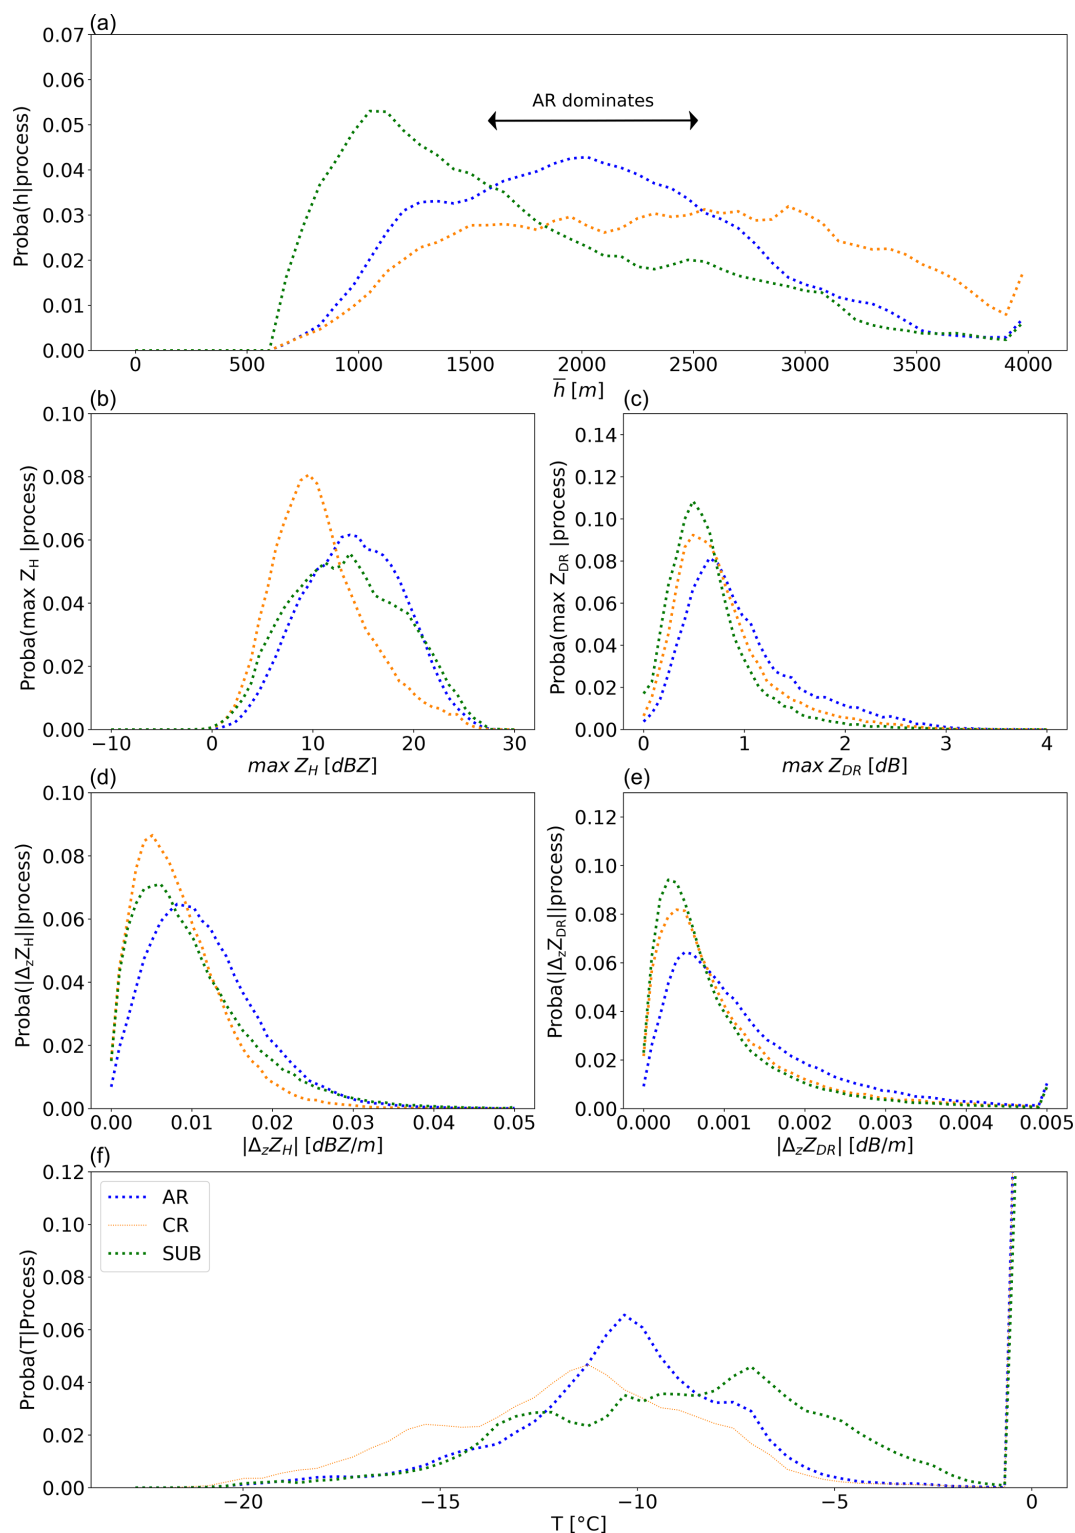 (a)
0.07
0.06
0.05
0.04
0.03
0.02
0.01
0.00
Proba(h|process)
AR dominates
0 500 1000 1500 2000 2500 3000 3500 4000
h̅ [m]
(b)
0.10
0.08
0.06
0.04
0.02
0.00
Proba(max Z_H |process)
−10 0 10 20 30
max Z_H [dBZ]
(c)
0.14
0.12
0.10
0.08
0.06
0.04
0.02
0.00
Proba(max Z_DR |process)
0 1 2 3 4
max Z_DR [dB]
(d)
0.10
0.08
0.06
0.04
0.02
0.00
Proba(|Δ_zZ_H||process)
0.00 0.01 0.02 0.03 0.04 0.05
|Δ_zZ_H| [dBZ/m]
(e)
0.12
0.10
0.08
0.06
0.04
0.02
0.00
Proba(|Δ_zZ_DR||process)
0.000 0.001 0.002 0.003 0.004 0.005
|Δ_zZ_DR| [dB/m]
(f)
0.12
0.10
0.08
0.06
0.04
0.02
0.00
Proba(T|Process)
AR
CR
SUB
−20 −15 −10 −5 0
T [°C]